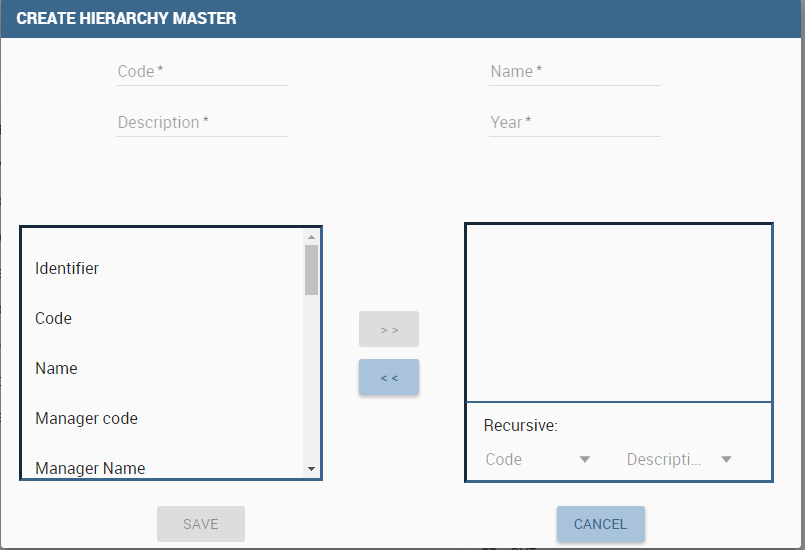 CREATE HIERARCHY MASTER
Code *
Name *
Description *
Year *
Identifier
Code
Name
Manager code
Manager Name
> >
< <
Recursive:
Code
Descripti...
SAVE
CANCEL